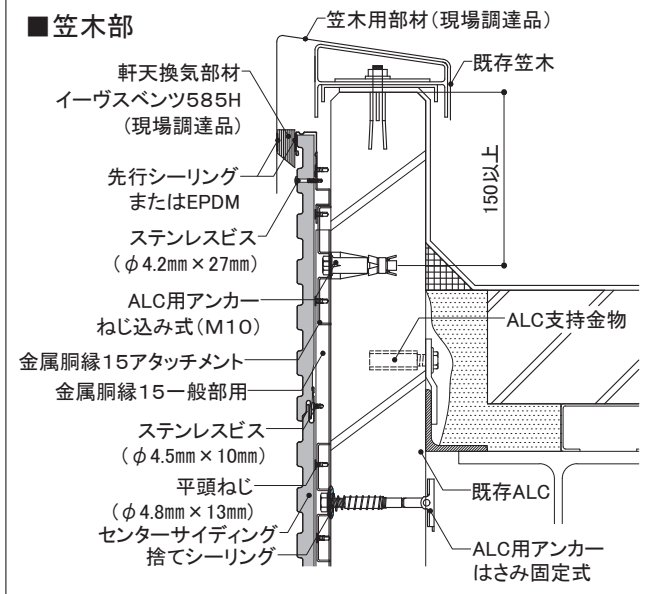 ■笠木部
笠木用部材(現場調達品)
既存笠木
軒天換気部材
イーヴスベンツ585H
(現場調達品)
先行シーリング
またはEPDM
ステンレスビス
(φ4.2mm×27mm)
ALC用アンカー
ねじ込み式(M10)
金属胴縁15アタッチメント
金属胴縁15一般部用
ステンレスビス
(φ4.5mm×10mm)
平頭ねじ
(φ4.8mm×13mm)
センターサイディング
捨てシーリング
150以上
ALC支持金物
既存ALC
ALC用アンカー
はさみ固定式